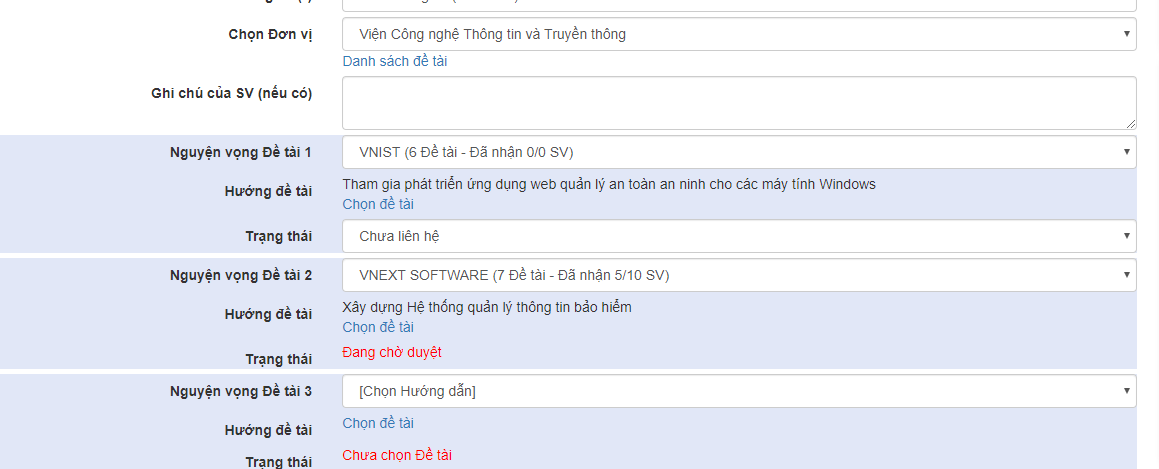 Chọn Đơn vị Viện Công nghệ Thông tin và Truyền thông
Danh sách đề tài
Ghi chú của SV (nếu có)
Nguyện vọng Đề tài 1 VNIST (6 Đề tài - Đã nhận 0/0 SV)
Hướng đề tài Tham gia phát triển ứng dụng web quản lý an toàn an ninh cho các máy tính Windows
Chọn đề tài
Trạng thái Chưa liên hệ
Nguyện vọng Đề tài 2 VNEXT SOFTWARE (7 Đề tài - Đã nhận 5/10 SV)
Hướng đề tài Xây dựng Hệ thống quản lý thông tin bảo hiểm
Chọn đề tài
Trạng thái Đang chờ duyệt
Nguyện vọng Đề tài 3 [Chọn Hướng dẫn]
Hướng đề tài Chọn đề tài
Trạng thái Chưa chọn Đề tài